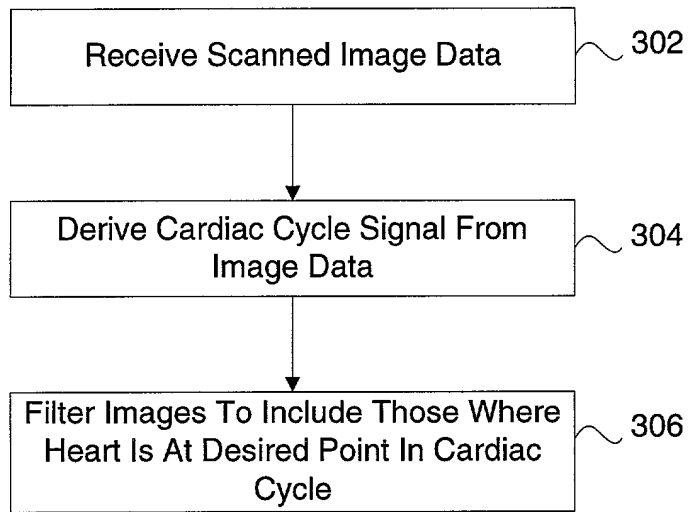 Receive Scanned Image Data
302
Derive Cardiac Cycle Signal From
Image Data
304
Filter Images To Include Those Where
Heart Is At Desired Point In Cardiac
Cycle
306